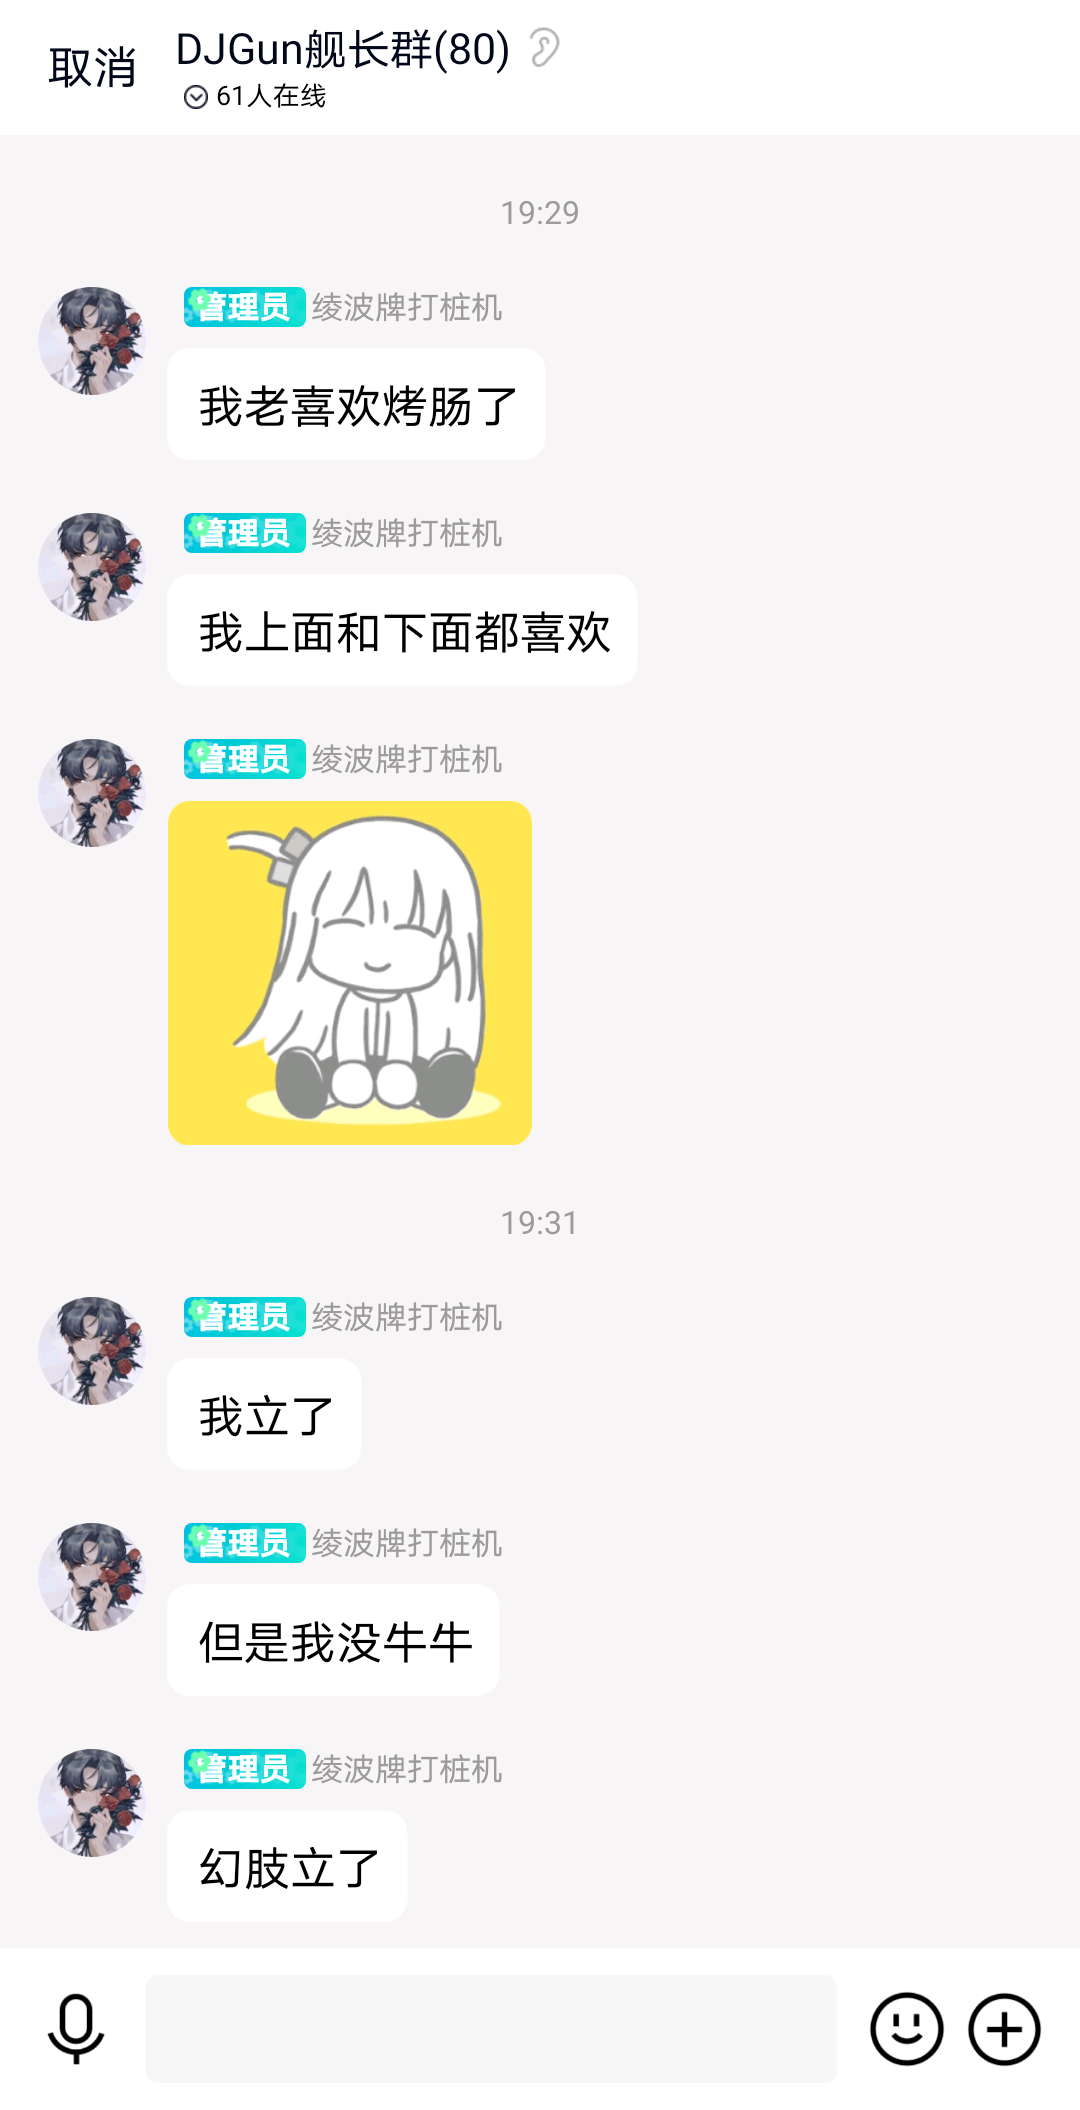 取消
DJGun舰长群(80)
61人在线
19:29
管理员 绫波牌打桩机
我老喜欢烤肠了
管理员 绫波牌打桩机
我上面和下面都喜欢
管理员 绫波牌打桩机
19:31
管理员 绫波牌打桩机
我立了
管理员 绫波牌打桩机
但是我没牛牛
管理员 绫波牌打桩机
幻肢立了